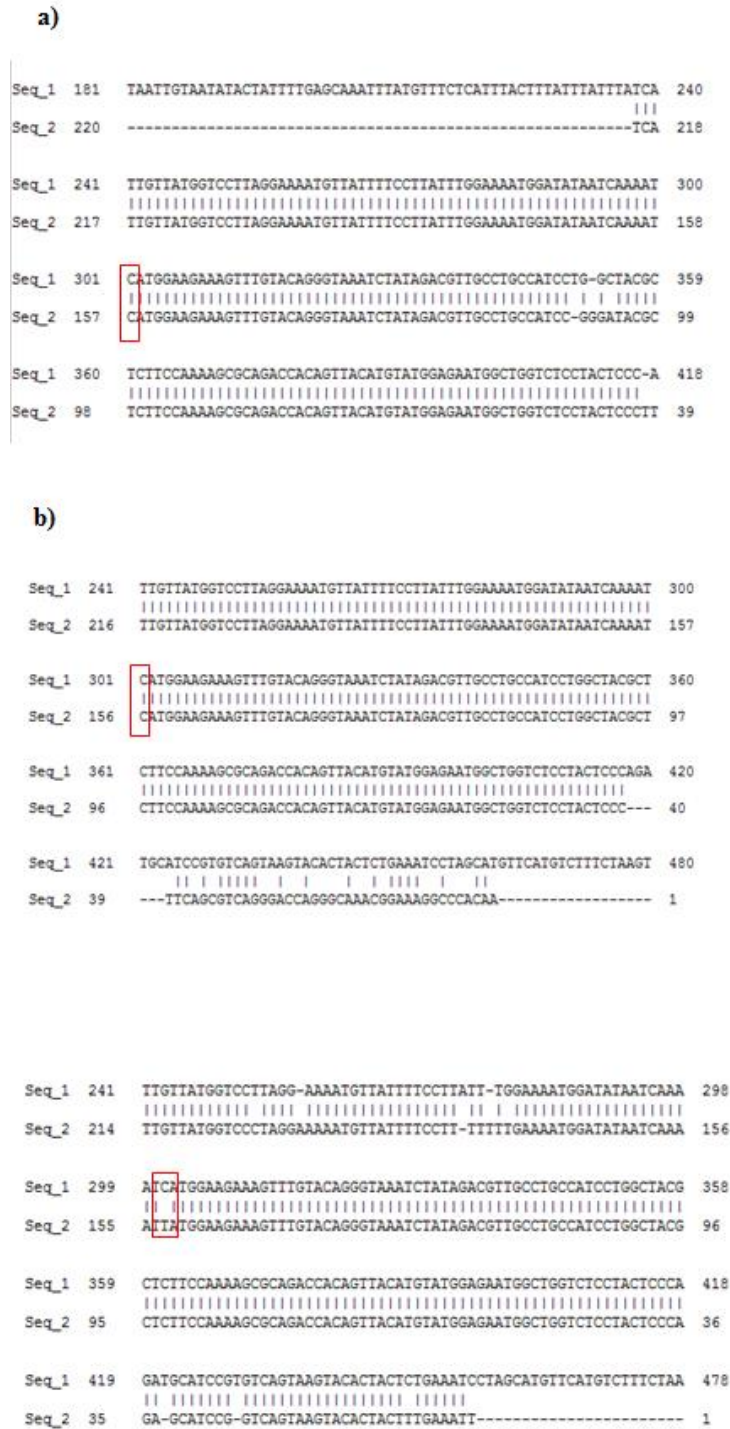 a)
Seq_1 181 TAATTGTAATATACTATTTTGAGCAAATTTATGTTTCTCATTTACTTTATTTATTTATCA 240
|||
Seq_2 220 ---------------------------------------------------------TCA 218
Seq_1 241 TTGTTATGGTCCTTAGGAAAATGTTATTTTCCTTATTTGGAAAATGGATATAATCAAAAT 300
||||||||||||||||||||||||||||||||||||||||||||||||||||||||||||
Seq_2 217 TTGTTATGGTCCTTAGGAAAATGTTATTTTCCTTATTTGGAAAATGGATATAATCAAAAT 158
Seq_1 301 CATGGAAGAAAGTTTGTACAGGGTAAATCTATAGACGTTGCCTGCCATCCTG-GCTACGC 359
|||||||||||||||||||||||||||||||||||||||||||||||||| | | |||||
Seq_2 157 CATGGAAGAAAGTTTGTACAGGGTAAATCTATAGACGTTGCCTGCCATCC-GGGATACGC 99
Seq_1 360 TCTTCCAAAAGCGCAGACCACAGTTACATGTATGGAGAATGGCTGGTCTCCTACTCCC-A 418
||||||||||||||||||||||||||||||||||||||||||||||||||||||||||
Seq_2 98 TCTTCCAAAAGCGCAGACCACAGTTACATGTATGGAGAATGGCTGGTCTCCTACTCCCTT 39
b)
Seq_1 241 TTGTTATGGTCCTTAGGAAAATGTTATTTTCCTTATTTGGAAAATGGATATAATCAAAAT 300
||||||||||||||||||||||||||||||||||||||||||||||||||||||||||||
Seq_2 216 TTGTTATGGTCCTTAGGAAAATGTTATTTTCCTTATTTGGAAAATGGATATAATCAAAAT 157
Seq_1 301 CATGGAAGAAAGTTTGTACAGGGTAAATCTATAGACGTTGCCTGCCATCCTGGCTACGCT 360
||||||||||||||||||||||||||||||||||||||||||||||||||||||||||||
Seq_2 156 CATGGAAGAAAGTTTGTACAGGGTAAATCTATAGACGTTGCCTGCCATCCTGGCTACGCT 97
Seq_1 361 CTTCCAAAAGCGCAGACCACAGTTACATGTATGGAGAATGGCTGGTCTCCTACTCCCAGA 420
|||||||||||||||||||||||||||||||||||||||||||||||||||||||||
Seq_2 96 CTTCCAAAAGCGCAGACCACAGTTACATGTATGGAGAATGGCTGGTCTCCTACTCCC--- 40
Seq_1 421 TGCATCCGTGTCAGTAAGTACACTACTCTGAAATCCTAGCATGTTCATGTCTTTCTAAGT 480
|| | ||||| | | | | |||| | ||
Seq_2 39 ---TTCAGCGTCAGGGACCAGGGCAAACGGAAAGGCCCACAA------------------ 1
Seq_1 241 TTGTTATGGTCCTTAGG-AAAATGTTATTTTCCTTATT-TGGAAAATGGATATAATCAAA 298
|||||||||||| |||| |||||||||||||||||| || | ||||||||||||||||||||
Seq_2 214 TTGTTATGGTCCCTAGGAAAAATGTTATTTTCCTT-TTTTTGAAAATGGATATAATCAAA 156
Seq_1 299 ATCATGGAAGAAAGTTTGTACAGGGTAAATCTATAGACGTTGCCTGCCATCCTGGCTACG 358
|| |||||||||||||||||||||||||||||||||||||||||||||||||||||||||
Seq_2 155 ATTATGGAAGAAAGTTTGTACAGGGTAAATCTATAGACGTTGCCTGCCATCCTGGCTACG 96
Seq_1 359 CTCTTCCAAAAGCGCAGACCACAGTTACATGTATGGAGAATGGCTGGTCTCCTACTCCCA 418
||||||||||||||||||||||||||||||||||||||||||||||||||||||||||||
Seq_2 95 CTCTTCCAAAAGCGCAGACCACAGTTACATGTATGGAGAATGGCTGGTCTCCTACTCCCA 36
Seq_1 419 GATGCATCCGTGTCAGTAAGTACACTACTCTGAAATCCTAGCATGTTCATGTCTTTCTAA 478
|| ||||||| ||||||||||||||||| ||||||
Seq_2 35 GA-GCATCCG-GTCAGTAAGTACACTACTTTGAAATT----------------------- 1